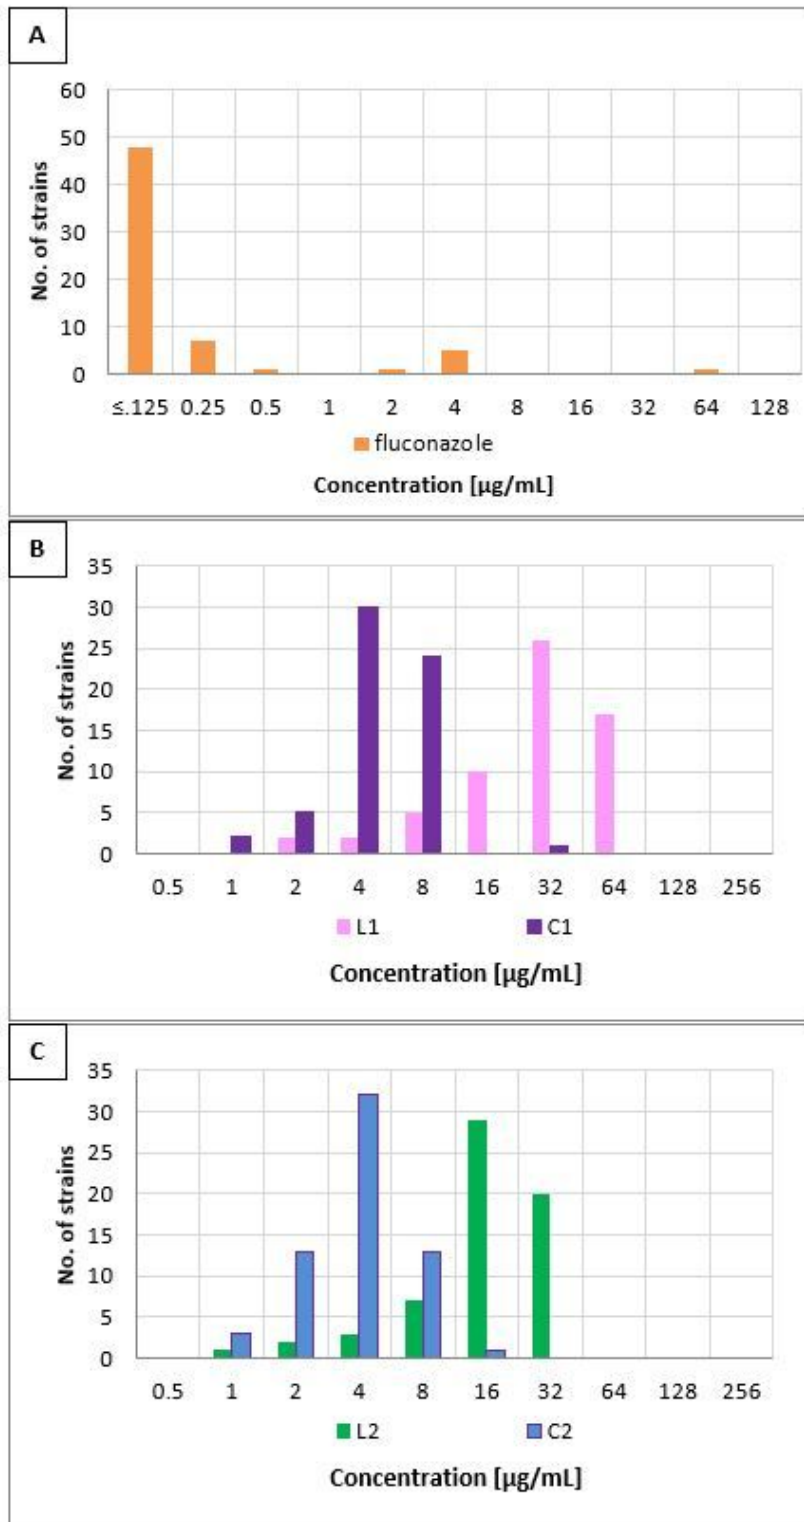 A
60
50
40
30
20
10
0
No. of strains
≤.125 0.25 0.5 1 2 4 8 16 32 64 128
fluconazole
Concentration [µg/mL]
B
35
30
25
20
15
10
5
0
No. of strains
0.5 1 2 4 8 16 32 64 128 256
L1 C1
Concentration [µg/mL]
C
35
30
25
20
15
10
5
0
No. of strains
0.5 1 2 4 8 16 32 64 128 256
L2 C2
Concentration [µg/mL]